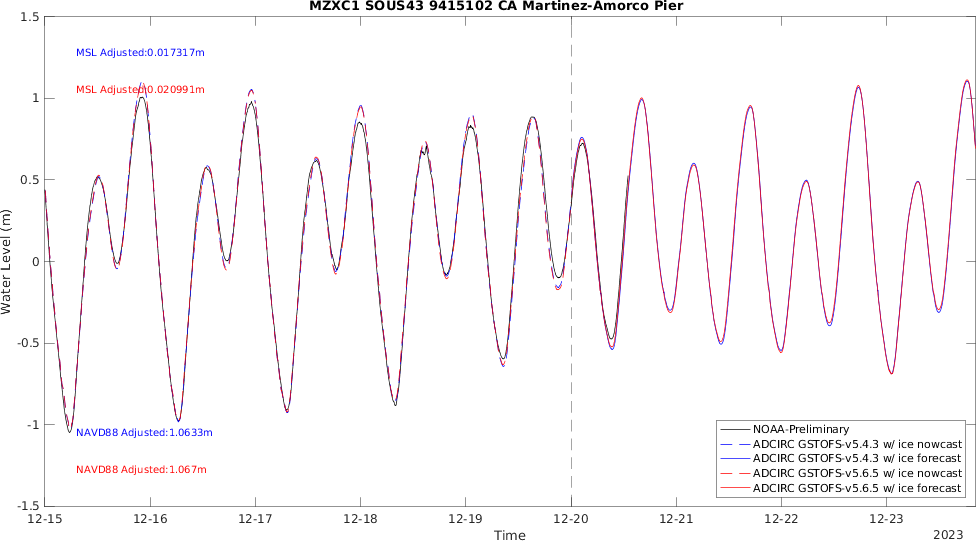 MZXC1 SOUS43 9415102 CA Martinez-Amorco Pier
1.5
1
0.5
0
-0.5
-1
-1.5
Water Level (m)
MSL Adjusted:0.017317m
MSL Adjusted:0.020991m
NAVD88 Adjusted:1.0633m
NAVD88 Adjusted:1.067m
NOAA-Preliminary
ADCIRC GSTOFS-v5.4.3 w/ ice nowcast
ADCIRC GSTOFS-v5.4.3 w/ ice forecast
ADCIRC GSTOFS-v5.6.5 w/ ice nowcast
ADCIRC GSTOFS-v5.6.5 w/ ice forecast
12-15 12-16 12-17 12-18 12-19 12-20 12-21 12-22 12-23
Time
2023